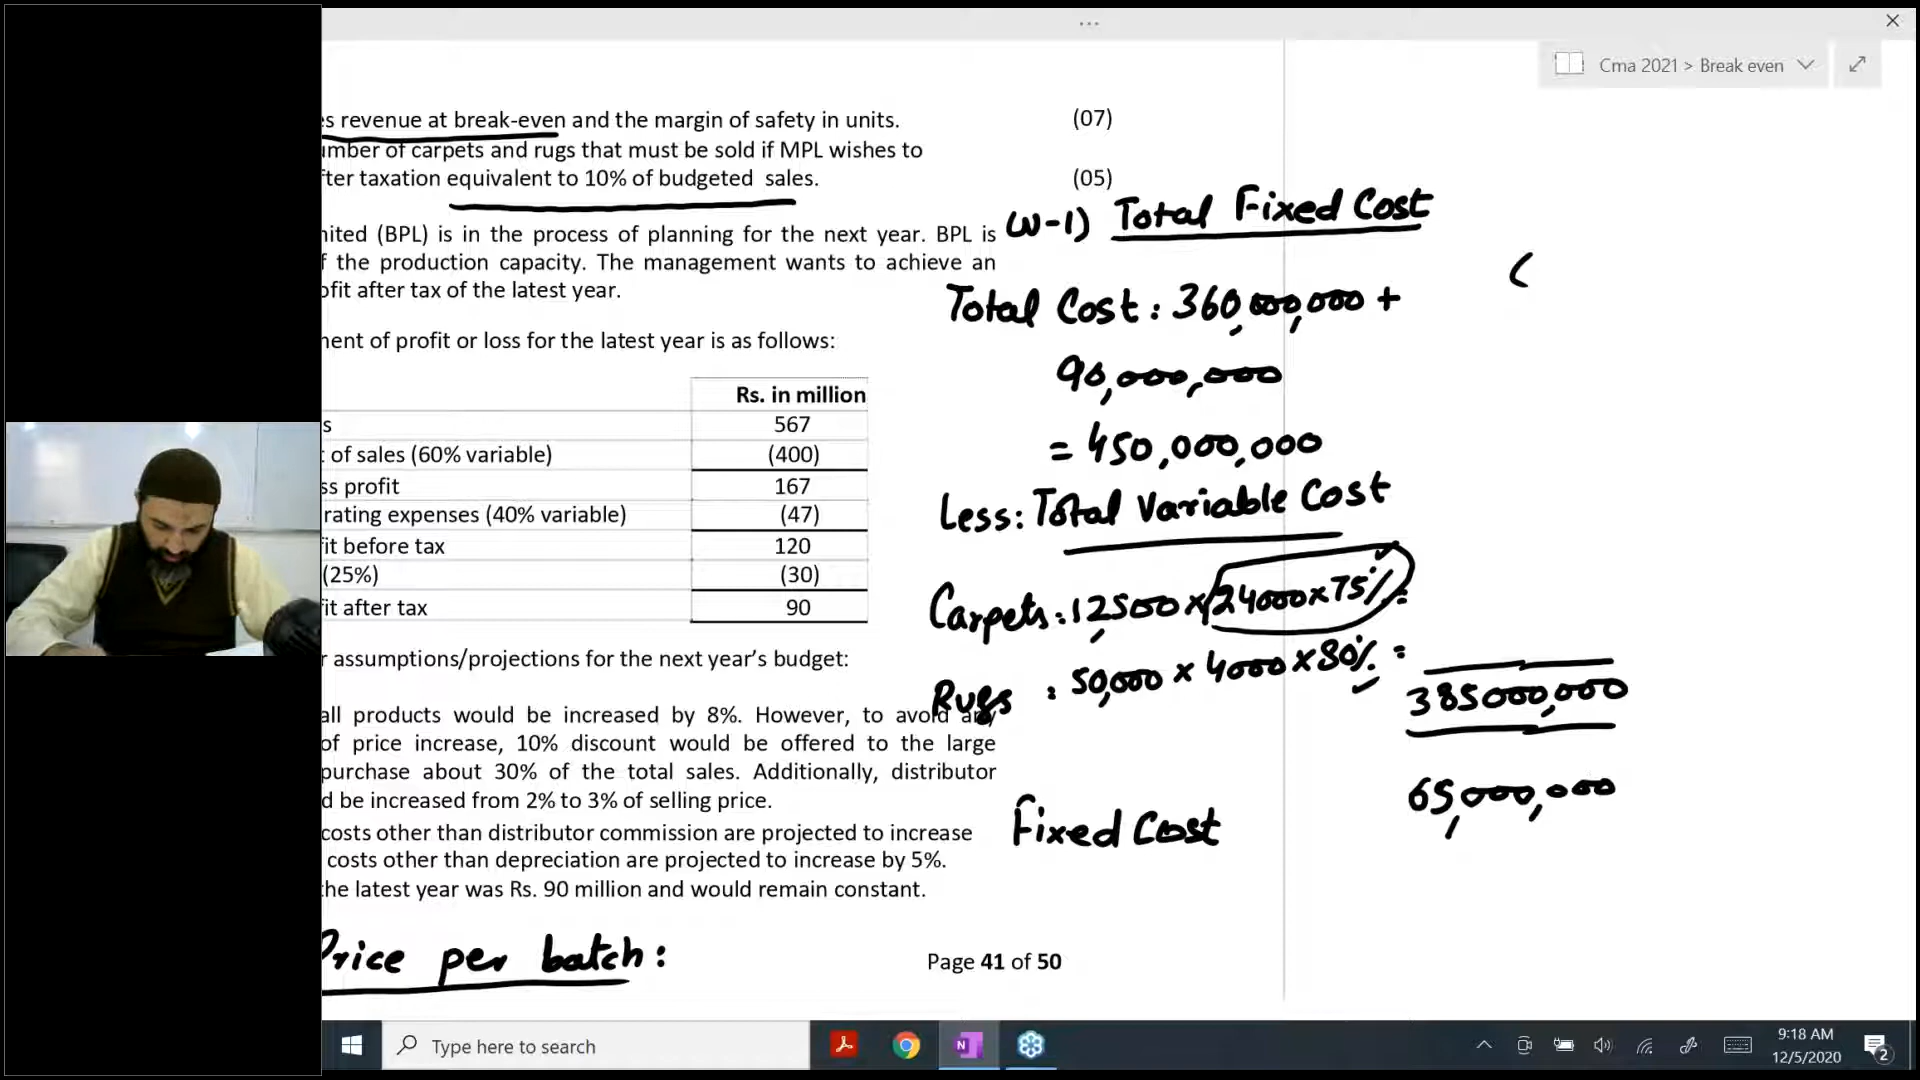 Cma 2021 > Break even
es revenue at break-even and the margin of safety in units. (07)
umber of carpets and rugs that must be sold if MPL wishes to
fter taxation equivalent to 10% of budgeted sales. (05)
nited (BPL) is in the process of planning for the next year. BPL is
f the production capacity. The management wants to achieve an
ofit after tax of the latest year.
nent of profit or loss for the latest year is as follows:
Rs. in million
s 567
t of sales (60% variable) (400)
ss profit 167
rating expenses (40% variable) (47)
fit before tax 120
(25%) (30)
fit after tax 90
r assumptions/projections for the next year's budget:
all products would be increased by 8%. However, to avoid any
of price increase, 10% discount would be offered to the large
purchase about 30% of the total sales. Additionally, distributor
d be increased from 2% to 3% of selling price.
costs other than distributor commission are projected to increase
costs other than depreciation are projected to increase by 5%.
the latest year was Rs. 90 million and would remain constant.
Price per batch:
Page 41 of 50
(W-1) Total Fixed Cost
(
Total Cost: 360,000,000 +
90,000,000
= 450,000,000
Less: Total Variable Cost
Carpets: 12,500 x 24000 x 75% =
Rugs : 50,000 x 4000 x 80% =
385000,000
Fixed Cost 65,000,000
Type here to search
N
9:18 AM
12/5/2020
2